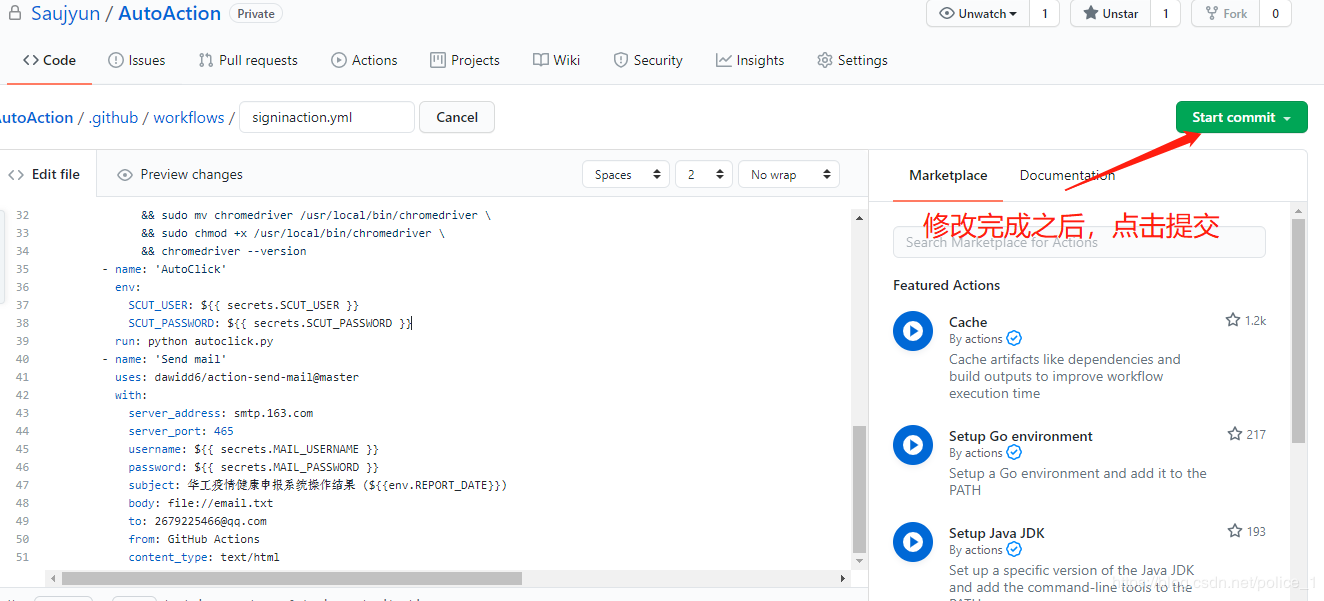 Saujyun / AutoAction Private
Unwatch 1 Unstar 1 Fork 0
Code Issues Pull requests Actions Projects Wiki Security Insights Settings
AutoAction / .github / workflows / signinaction.yml Cancel Start commit
Edit file Preview changes Spaces 2 No wrap
Marketplace Documentation
修改完成之后，点击提交
Search Marketplace for Actions
32 && sudo mv chromedriver /usr/local/bin/chromedriver \
33 && sudo chmod +x /usr/local/bin/chromedriver \
34 && chromedriver --version
35 - name: 'AutoClick'
36 env:
37 SCUT_USER: ${{ secrets.SCUT_USER }}
38 SCUT_PASSWORD: ${{ secrets.SCUT_PASSWORD }}
39 run: python autoclick.py
40 - name: 'Send mail'
41 uses: dawidd6/action-send-mail@master
42 with:
43 server_address: smtp.163.com
44 server_port: 465
45 username: ${{ secrets.MAIL_USERNAME }}
46 password: ${{ secrets.MAIL_PASSWORD }}
47 subject: 华工疫情健康申报系统操作结果 (${{env.REPORT_DATE}})
48 body: file://email.txt
49 to: 2679225466@qq.com
50 from: GitHub Actions
51 content_type: text/html
Featured Actions
Cache 1.2k
By actions
Cache artifacts like dependencies and
build outputs to improve workflow
execution time
Setup Go environment 217
By actions
Setup a Go environment and add it to the
PATH
Setup Java JDK 193
By actions
Set up a specific version of the Java JDK
and add the command-line tools to the
PATH
https://blog.csdn.net/police_1